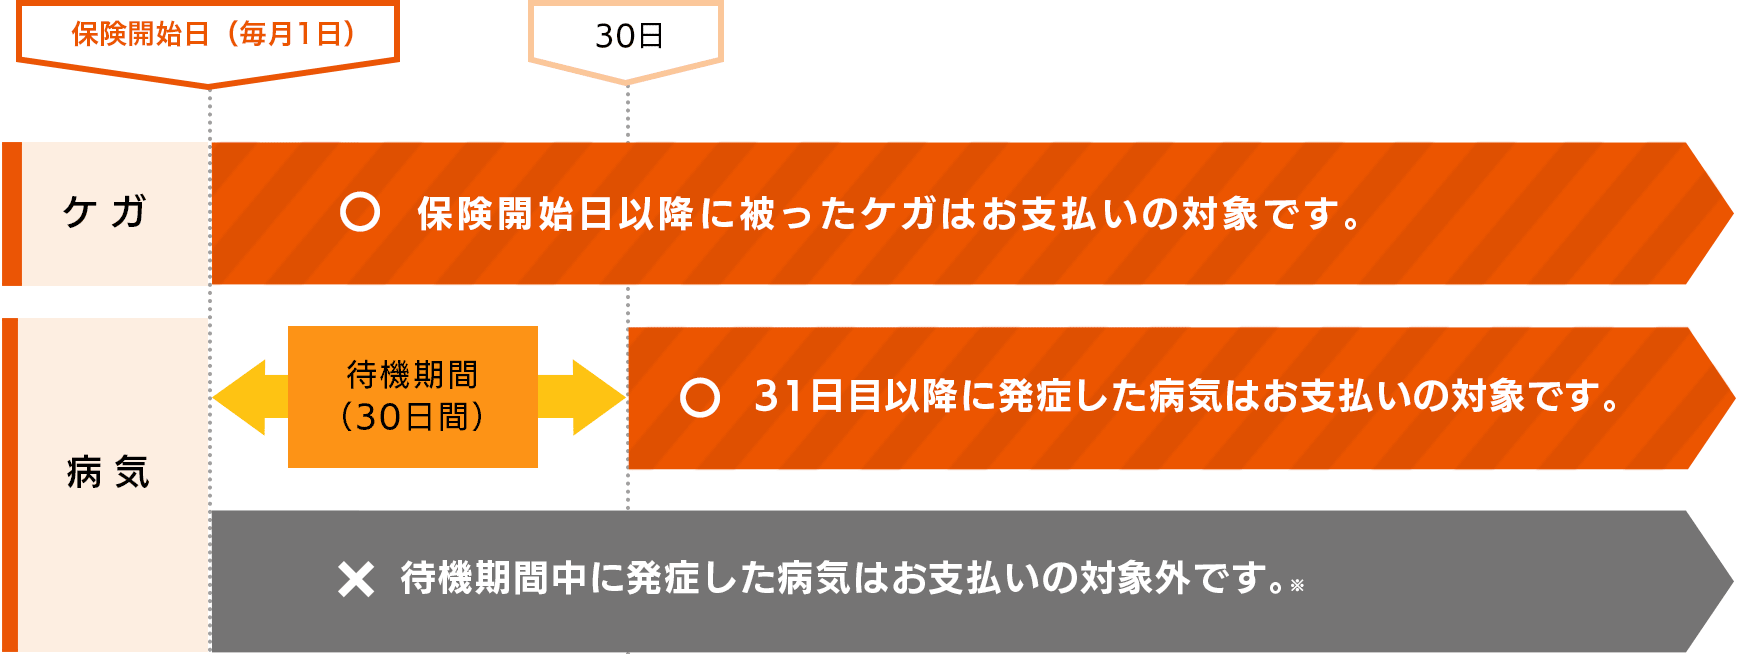 保険開始日（毎月1日）
30日
ケガ
○ 保険開始日以降に被ったケガはお支払いの対象です。
病気
待機期間
（30日間）
○ 31日目以降に発症した病気はお支払いの対象です。
× 待機期間中に発症した病気はお支払いの対象外です。※